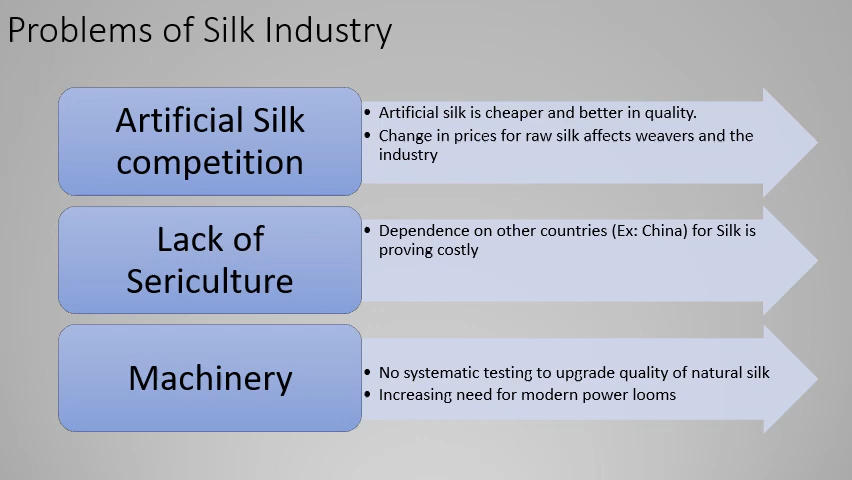 Problems of Silk Industry
Artificial Silk
competition
• Artificial silk is cheaper and better in quality.
• Change in prices for raw silk affects weavers and the
industry
Lack of
Sericulture
• Dependence on other countries (Ex: China) for Silk is
proving costly
Machinery
• No systematic testing to upgrade quality of natural silk
• Increasing need for modern power looms